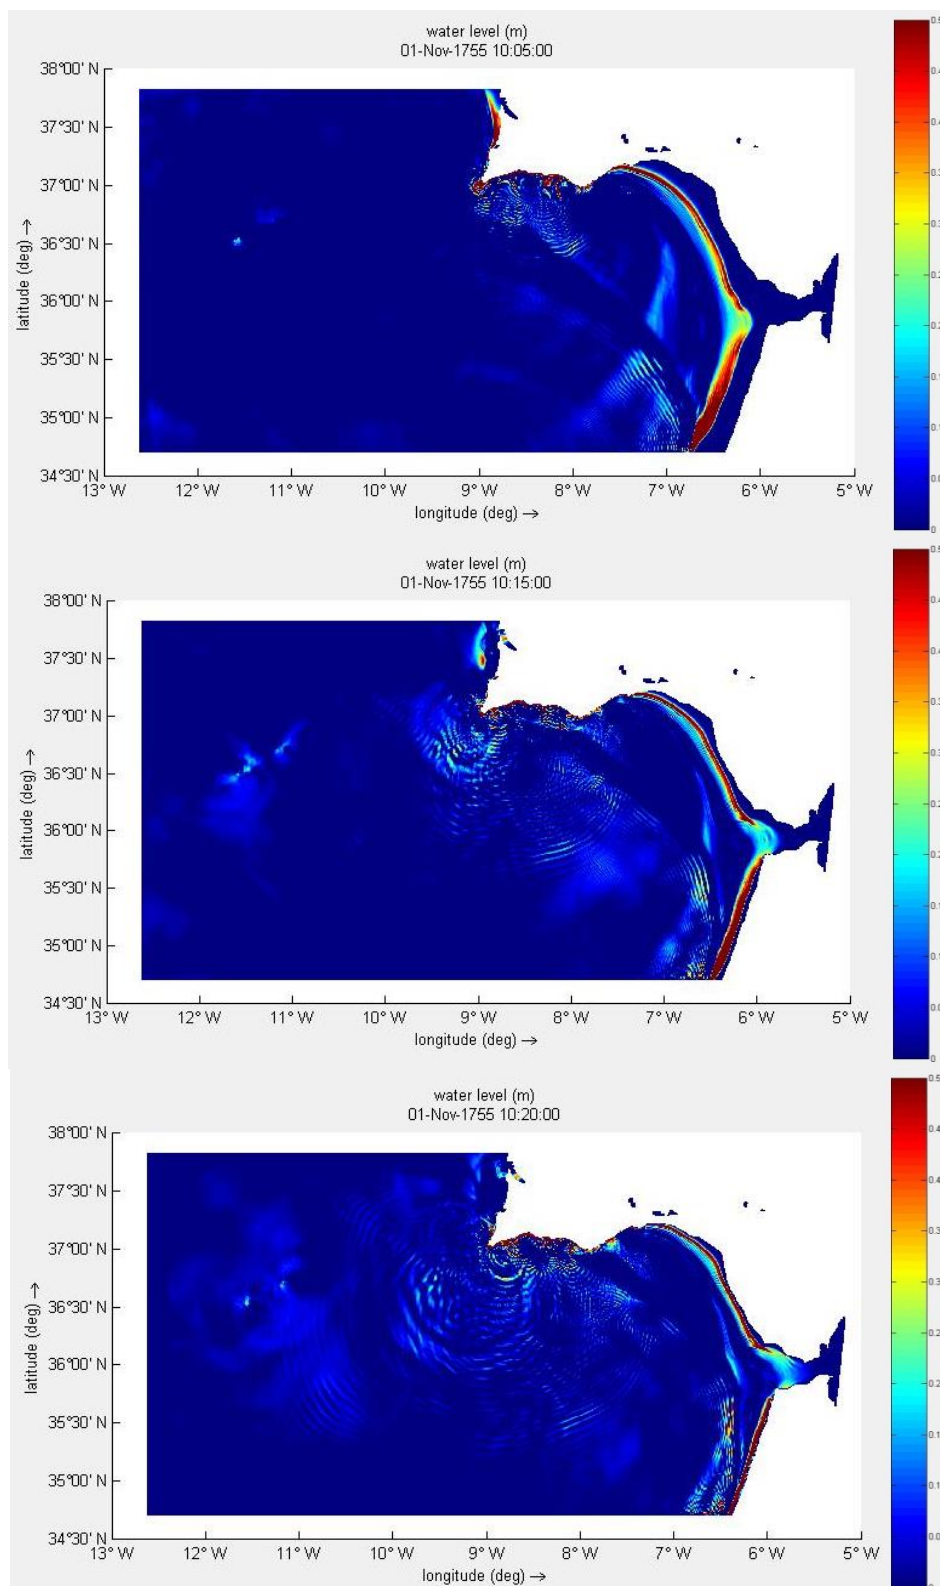 water level (m)
01-Nov-1755 10:05:00
38°00' N
37°30' N
37°00' N
36°30' N
36°00' N
35°30' N
35°00' N
34°30' N
latitude (deg) →
13° W 12° W 11° W 10° W 9° W 8° W 7° W 6° W 5° W
longitude (deg) →
water level (m)
01-Nov-1755 10:15:00
38°00' N
37°30' N
37°00' N
36°30' N
36°00' N
35°30' N
35°00' N
34°30' N
latitude (deg) →
13° W 12° W 11° W 10° W 9° W 8° W 7° W 6° W 5° W
longitude (deg) →
water level (m)
01-Nov-1755 10:20:00
38°00' N
37°30' N
37°00' N
36°30' N
36°00' N
35°30' N
35°00' N
34°30' N
latitude (deg) →
13° W 12° W 11° W 10° W 9° W 8° W 7° W 6° W 5° W
longitude (deg) →